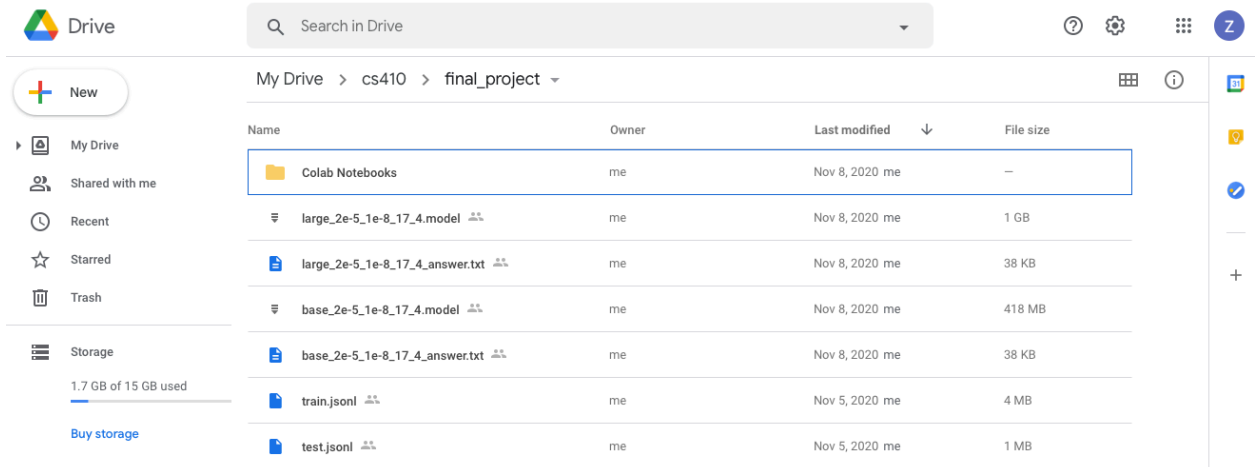 Drive
Search in Drive
Z
New
My Drive > cs410 > final_project
31
Name Owner Last modified File size
My Drive
Shared with me
Recent
Starred
Trash
Storage
1.7 GB of 15 GB used
Buy storage
Colab Notebooks me Nov 8, 2020 me —
large_2e-5_1e-8_17_4.model me Nov 8, 2020 me 1 GB
large_2e-5_1e-8_17_4_answer.txt me Nov 8, 2020 me 38 KB
base_2e-5_1e-8_17_4.model me Nov 8, 2020 me 418 MB
base_2e-5_1e-8_17_4_answer.txt me Nov 8, 2020 me 38 KB
train.jsonl me Nov 5, 2020 me 4 MB
test.jsonl me Nov 5, 2020 me 1 MB